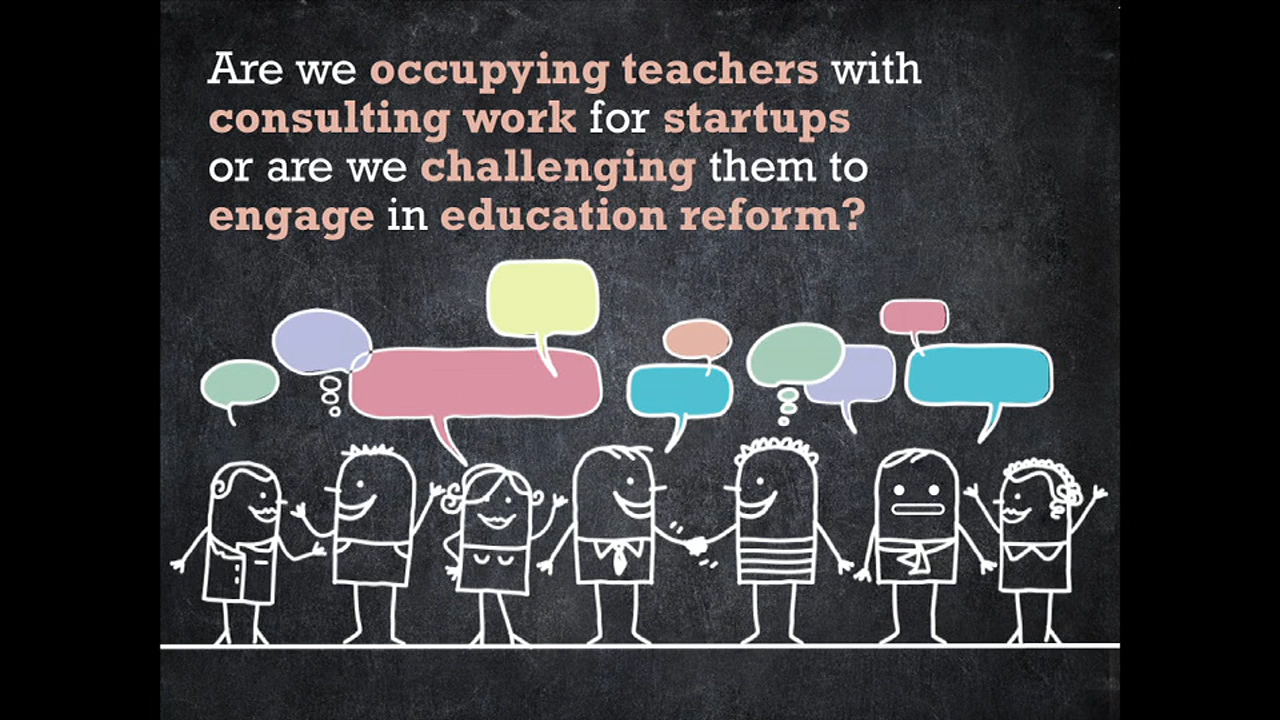 Are we occupying teachers with
consulting work for startups
or are we challenging them to
engage in education reform?